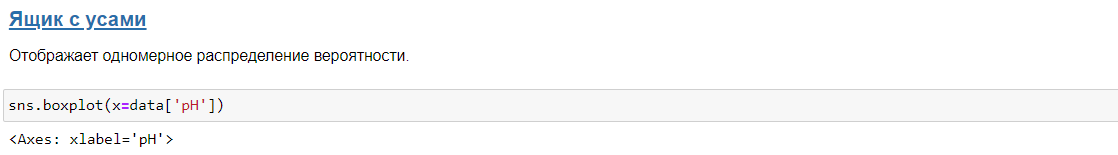 Ящик с усами
Отображает одномерное распределение вероятности.
sns.boxplot(x=data['pH'])
<Axes: xlabel='pH'>